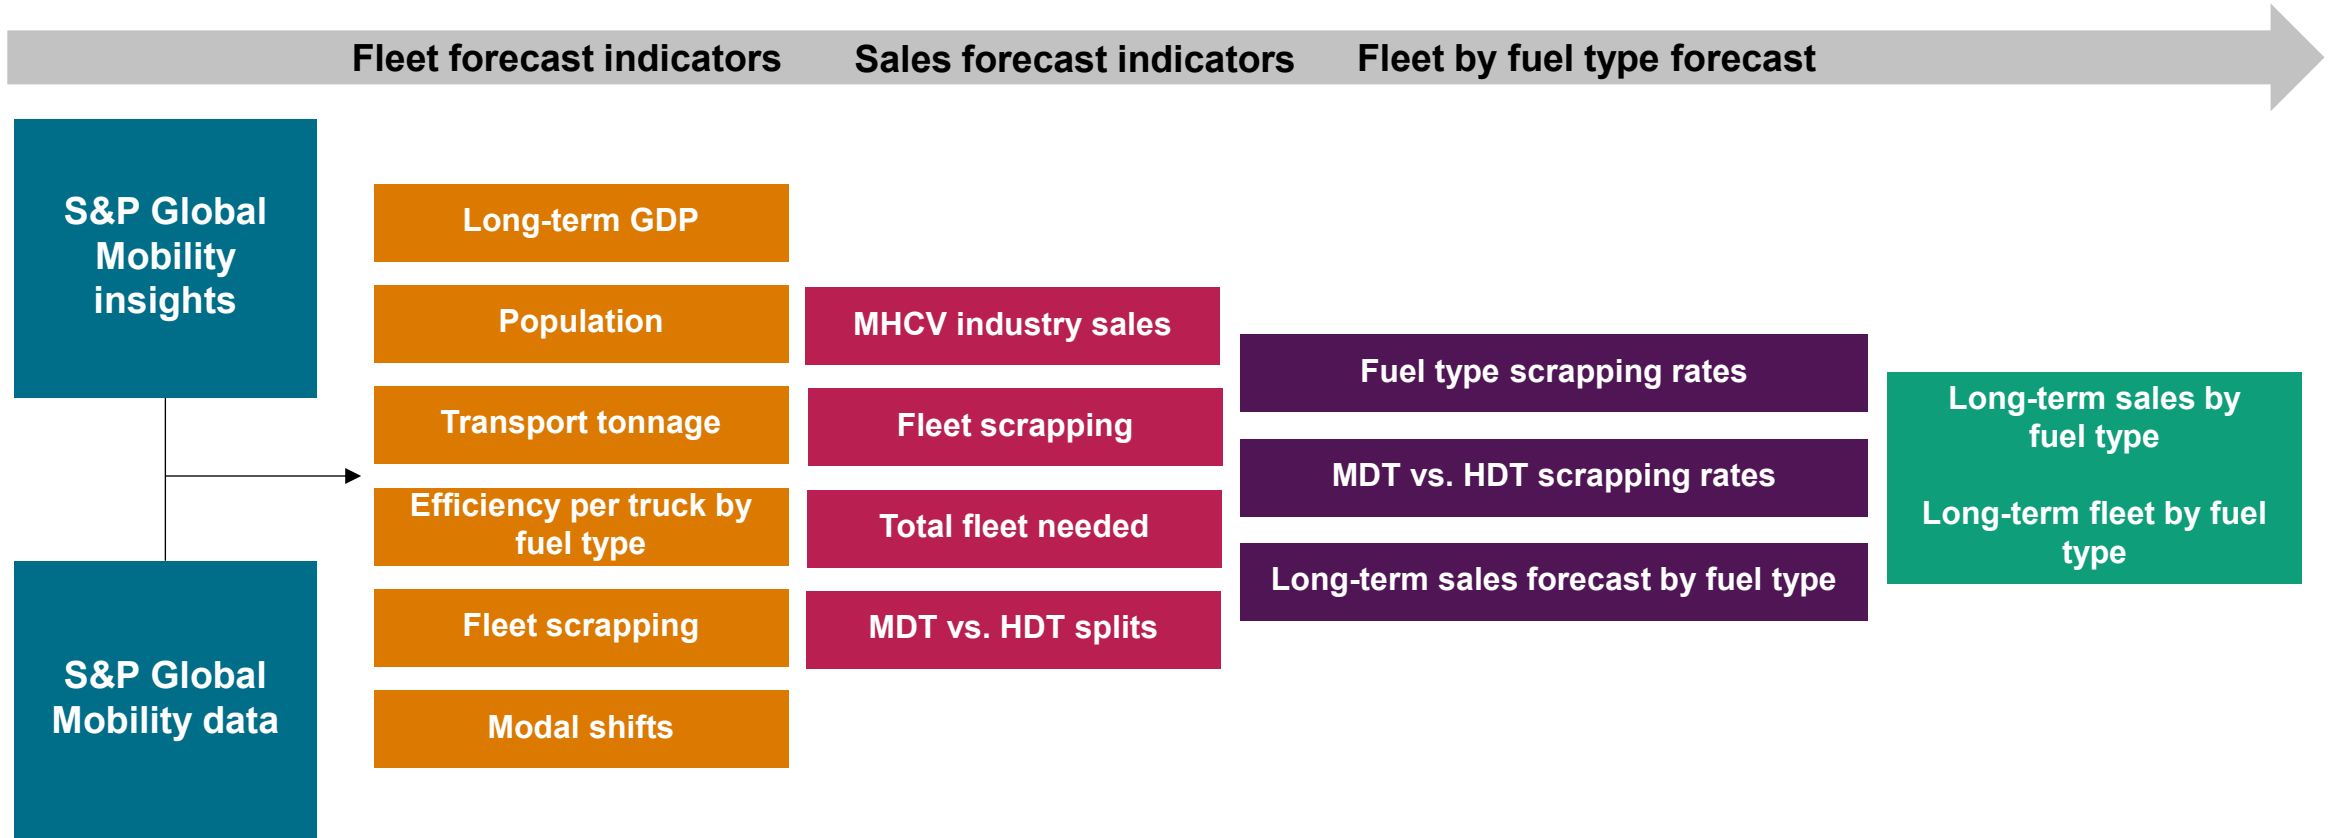 Fleet forecast indicators
Sales forecast indicators
Fleet by fuel type forecast
S&P Global
Mobility
insights
S&P Global
Mobility data
Long-term GDP
Population
Transport tonnage
Efficiency per truck by
fuel type
Fleet scrapping
Modal shifts
MHCV industry sales
Fleet scrapping
Total fleet needed
MDT vs. HDT splits
Fuel type scrapping rates
MDT vs. HDT scrapping rates
Long-term sales forecast by fuel type
Long-term sales by
fuel type
Long-term fleet by fuel
type